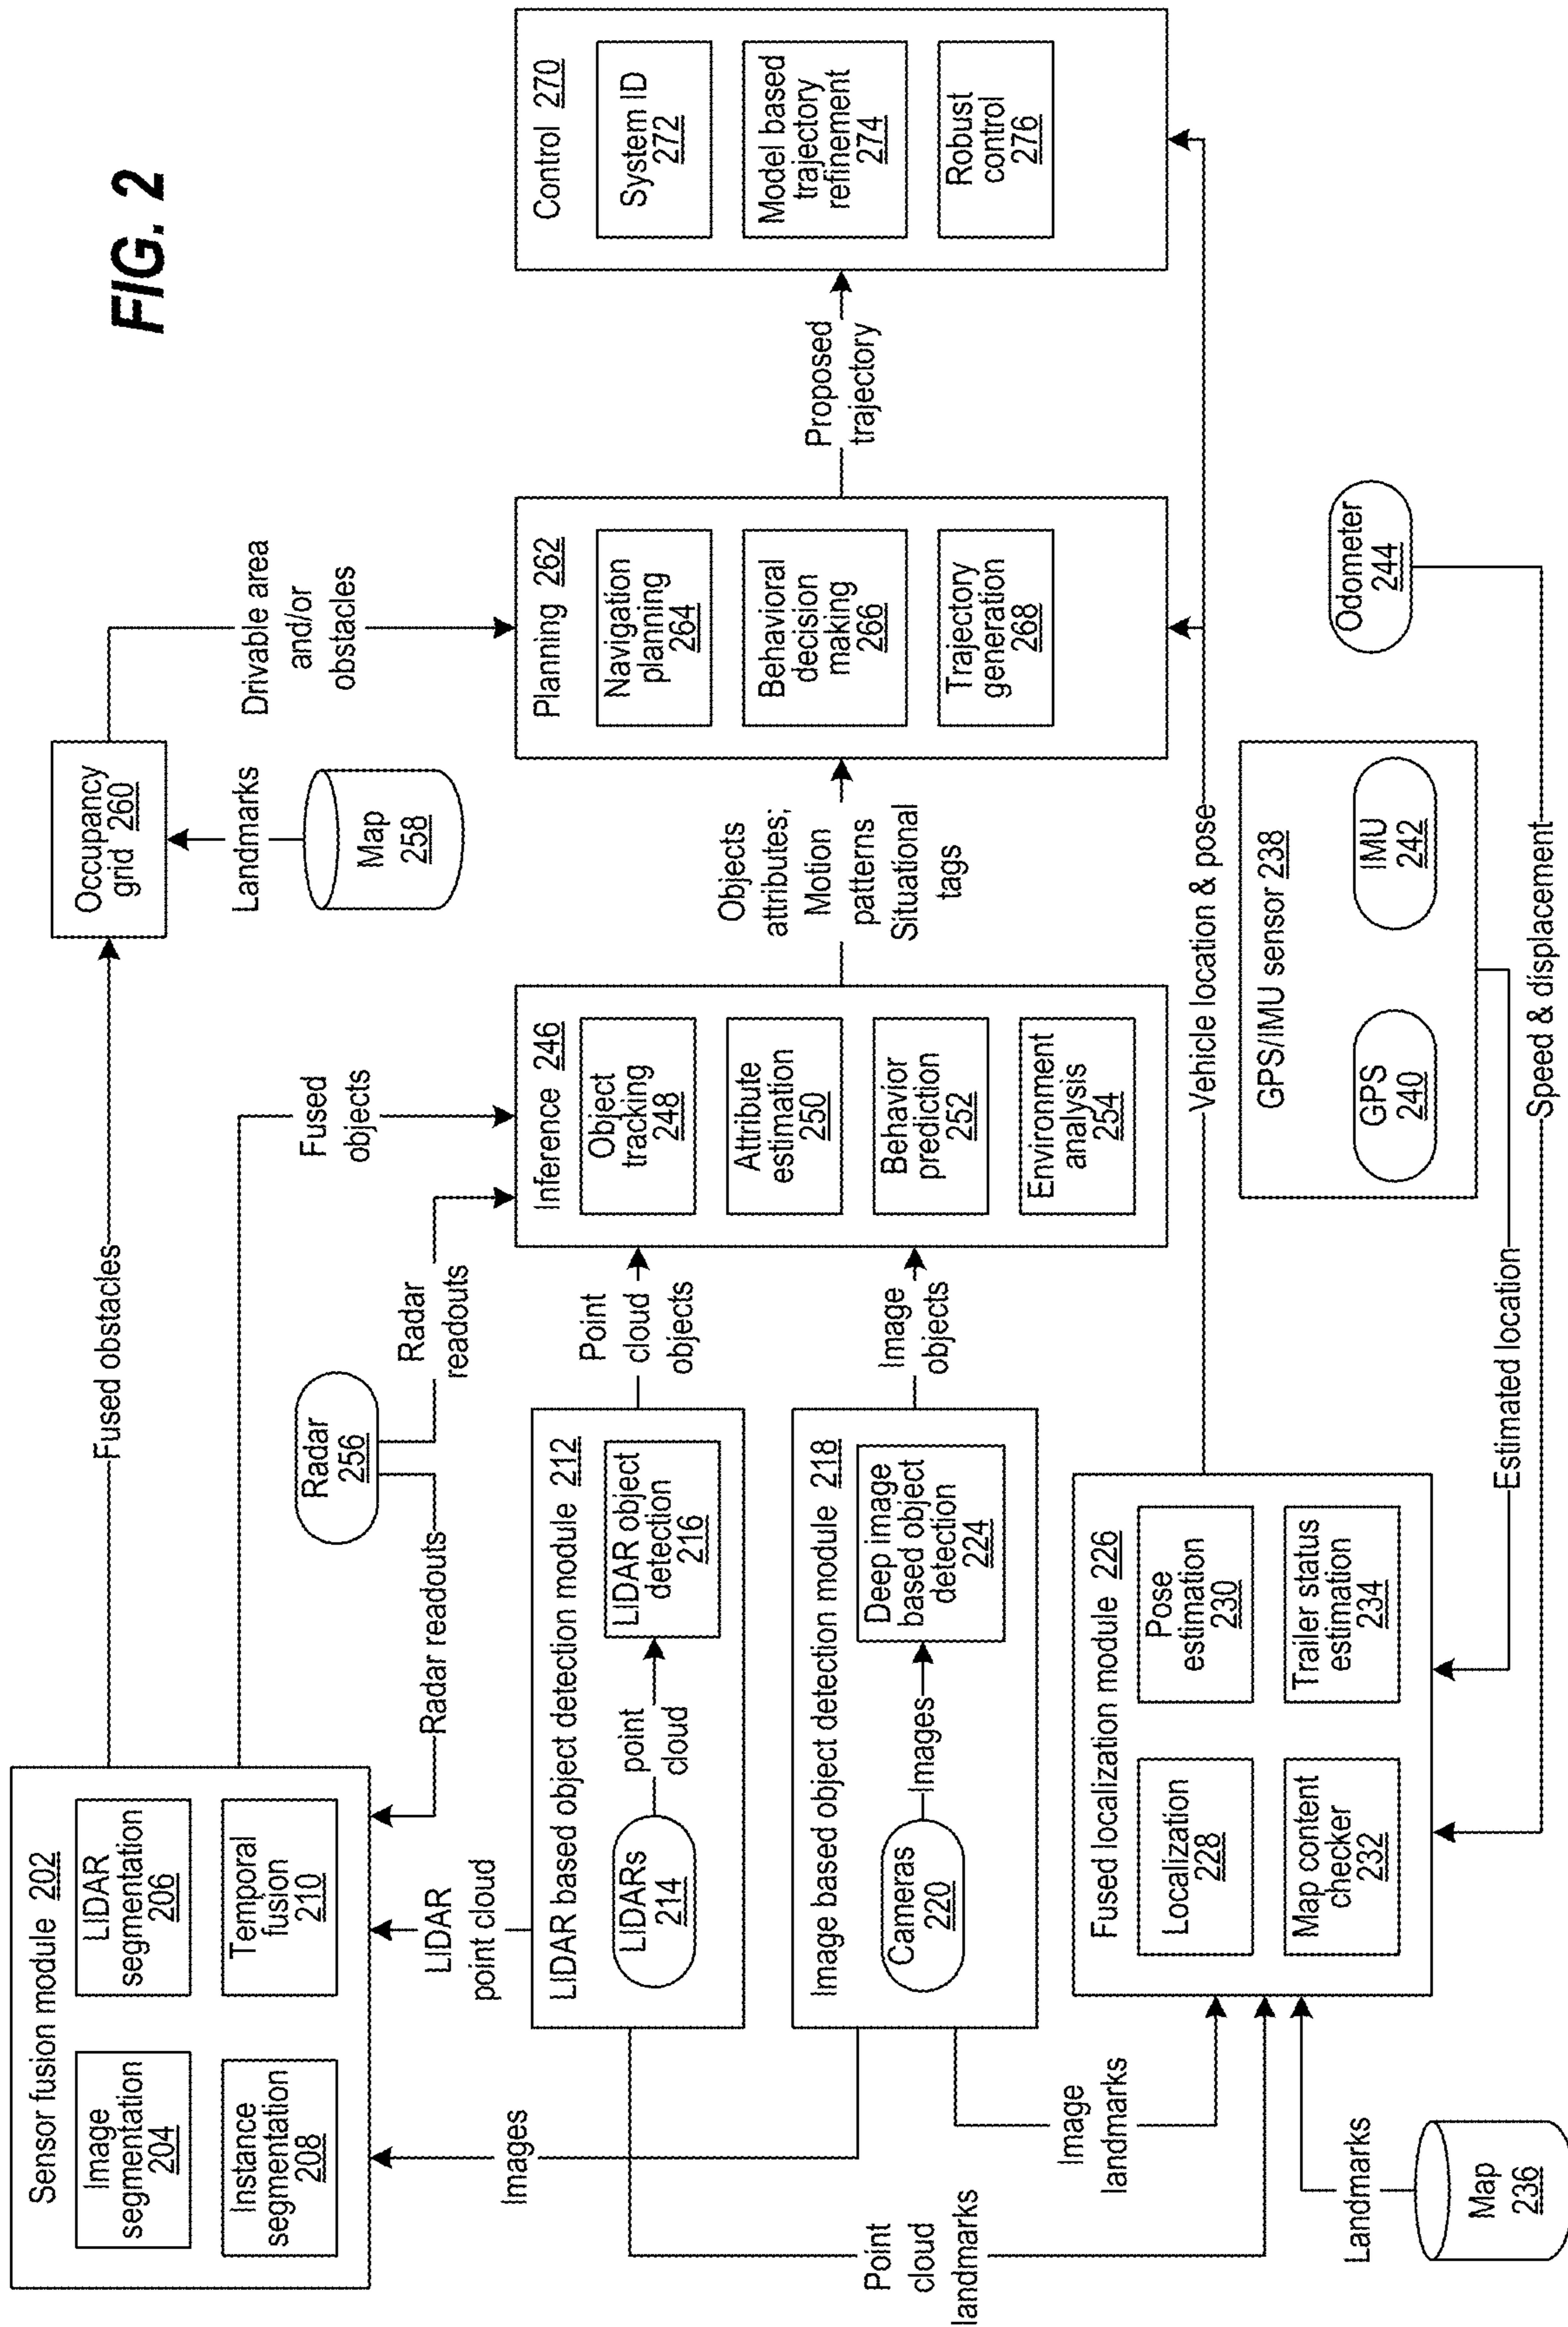 FIG. 2
Sensor fusion module 202
Image
segmentation
204
LIDAR
segmentation
206
Instance
segmentation
208
Temporal
fusion
210
Fused obstacles
Occupancy
grid 260
Landmarks
Map
258
Drivable area
and/or
obstacles
Fused
objects
Radar
256
Radar readouts
Radar
readouts
Images
LIDAR
point cloud
LIDAR based object detection module 212
LIDARs
214
point
cloud
LIDAR object
detection
216
Point
cloud
objects
Image based object detection module 218
Cameras
220
Images
Deep image
based object
detection
224
Image
objects
Inference 246
Object
tracking
248
Attribute
estimation
250
Behavior
prediction
252
Environment
analysis
254
Objects
attributes;
Motion
patterns
Situational
tags
Planning 262
Navigation
planning
264
Behavioral
decision
making
266
Trajectory
generation
268
Proposed
trajectory
Control 270
System ID
272
Model based
trajectory
refinement
274
Robust
control
276
Point
cloud
landmarks
Image
landmarks
Landmarks
Map
236
Fused localization module 226
Localization
228
Pose
estimation
230
Map content
checker
232
Trailer status
estimation
234
Vehicle location & pose
Estimated location
GPS/IMU sensor 238
GPS
240
IMU
242
Speed & displacement
Odometer
244